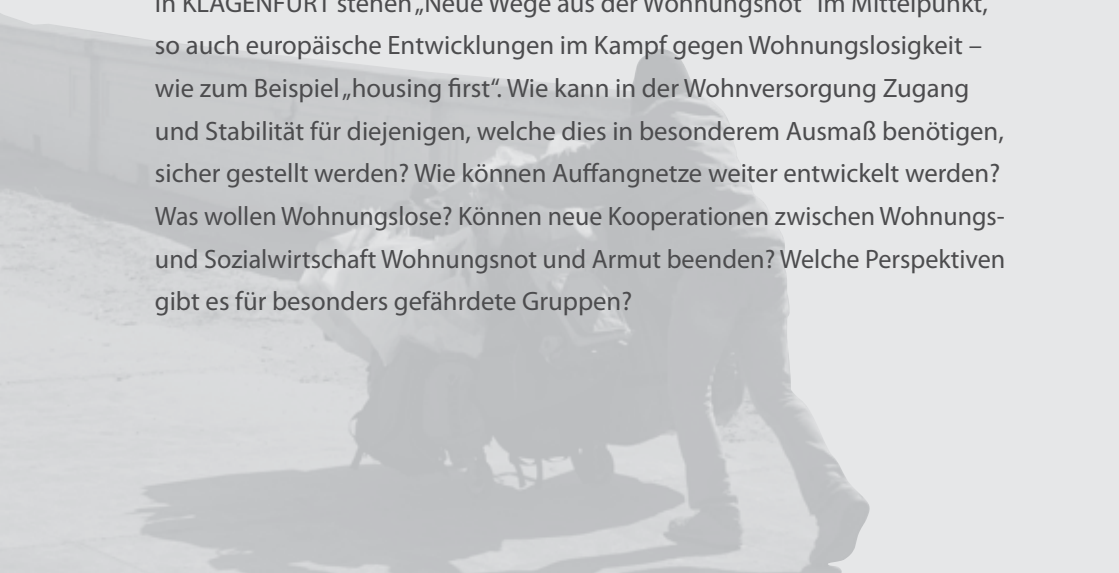 In KLAGENFURT stehen „Neue Wege aus der Wohnungsnot“ im Mittelpunkt,
so auch europäische Entwicklungen im Kampf gegen Wohnungslosigkeit –
wie zum Beispiel „housing first“. Wie kann in der Wohnversorgung Zugang
und Stabilität für diejenigen, welche dies in besonderem Ausmaß benötigen,
sicher gestellt werden? Wie können Auffangnetze weiter entwickelt werden?
Was wollen Wohnungslose? Können neue Kooperationen zwischen Wohnungs-
und Sozialwirtschaft Wohnungsnot und Armut beenden? Welche Perspektiven
gibt es für besonders gefährdete Gruppen?